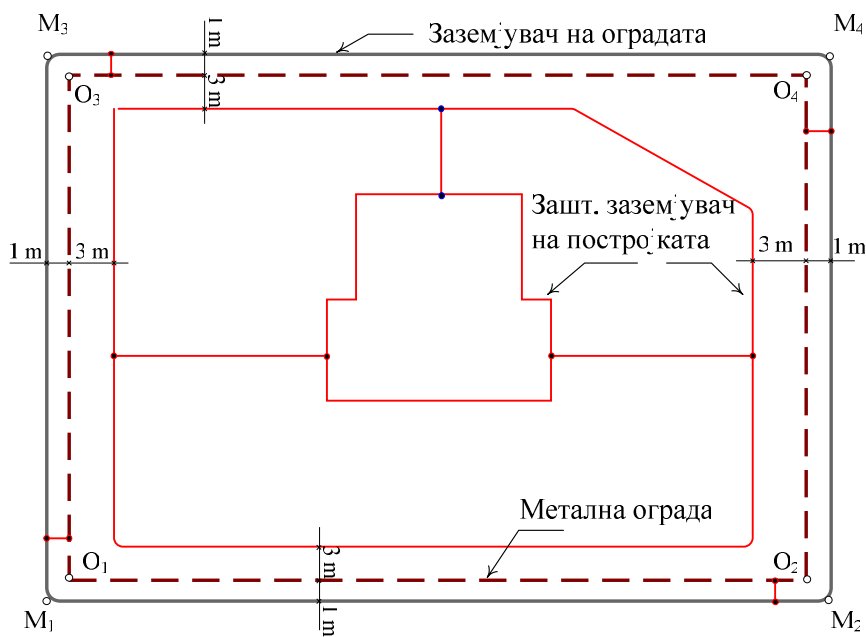 M3
M4
1 m
Заземјувач на оградата
3 m
O3
O4
Зашт. заземјувач
на постројката
1 m
3 m
3 m
1 m
Метална ограда
3 m
O1
O2
1 m
M1
M2